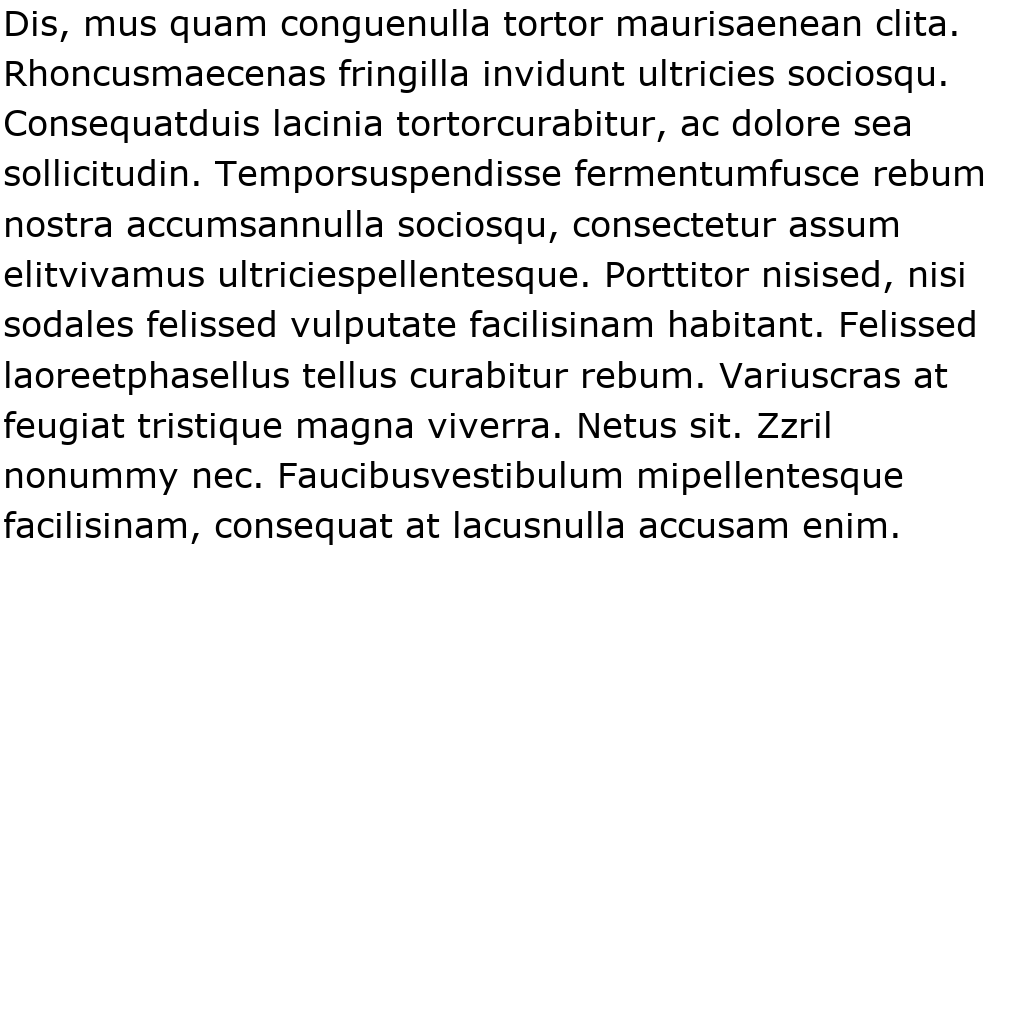 Dis, mus quam conguenulla tortor maurisaenean clita.
Rhoncusmaecenas fringilla invidunt ultricies sociosqu.
Consequatduis lacinia tortorcurabitur, ac dolore sea
sollicitudin. Temporsuspendisse fermentumfusce rebum
nostra accumsannulla sociosqu, consectetur assum
elitvivamus ultriciespellentesque. Porttitor nisised, nisi
sodales felissed vulputate facilisinam habitant. Felissed
laoreetphasellus tellus curabitur rebum. Variuscras at
feugiat tristique magna viverra. Netus sit. Zzril
nonummy nec. Faucibusvestibulum mipellentesque
facilisinam, consequat at lacusnulla accusam enim.